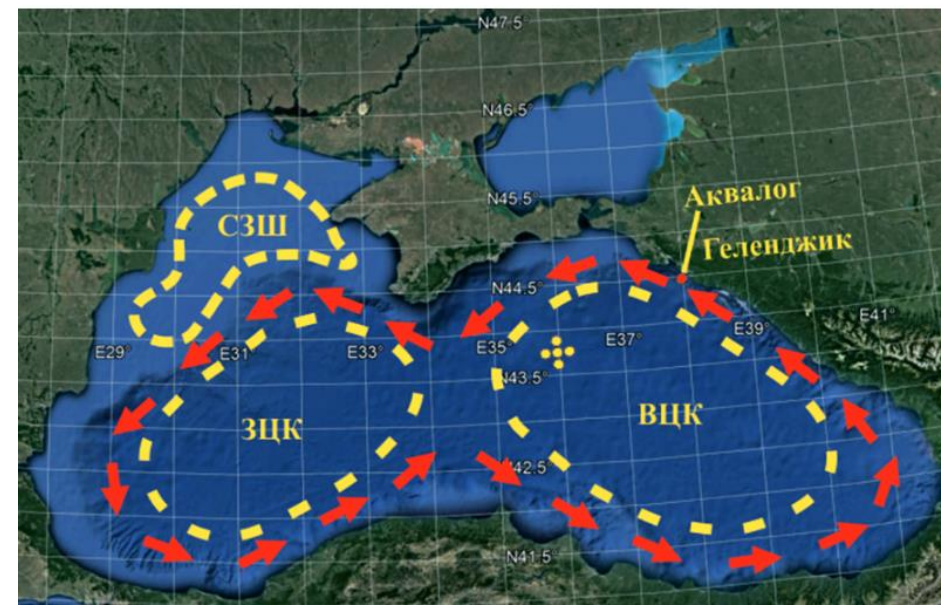 N47.5°
N46.5°
N45.5°
Аквалог
СЗШ
Геленджик
N44.5°
E41°
E39°
E37°
E35°
E33°
E31°
E29°
N43.5°
ЗЦК
ВЦК
N42.5°
N41.5°